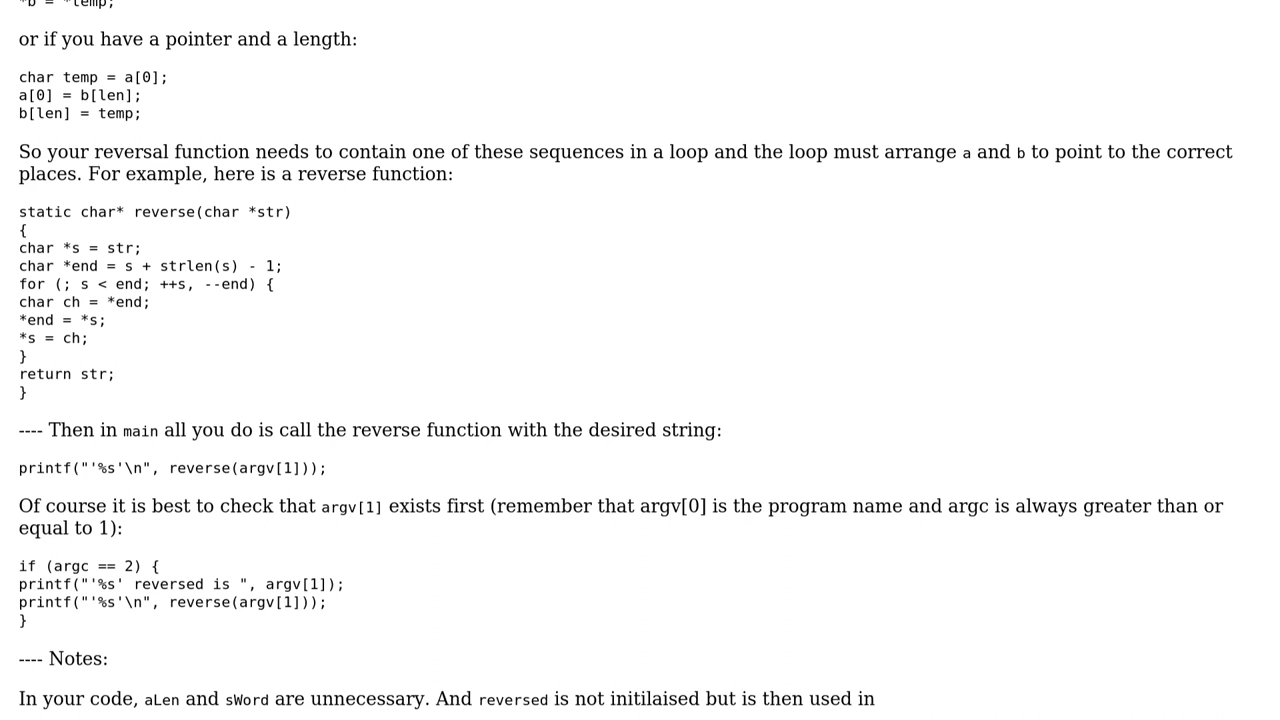 *b = *temp;
or if you have a pointer and a length:
char temp = a[0];
a[0] = b[len];
b[len] = temp;
So your reversal function needs to contain one of these sequences in a loop and the loop must arrange a and b to point to the correct
places. For example, here is a reverse function:
static char* reverse(char *str)
{
char *s = str;
char *end = s + strlen(s) - 1;
for (; s < end; ++s, --end) {
char ch = *end;
*end = *s;
*s = ch;
}
return str;
}
---- Then in main all you do is call the reverse function with the desired string:
printf("'%s'\n", reverse(argv[1]));
Of course it is best to check that argv[1] exists first (remember that argv[0] is the program name and argc is always greater than or
equal to 1):
if (argc == 2) {
printf("'%s' reversed is ", argv[1]);
printf("'%s'\n", reverse(argv[1]));
}
---- Notes:
In your code, aLen and sWord are unnecessary. And reversed is not initilaised but is then used in